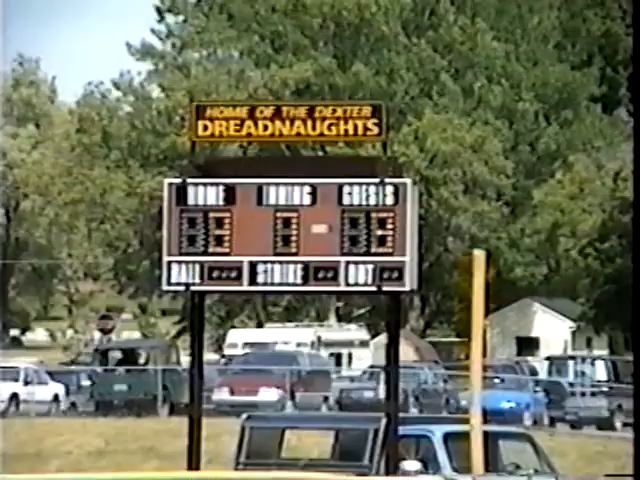 HOME OF THE DEXTER
DREADNAUGHTS
HOME INNING GUESTS
BALL STRIKE OUT